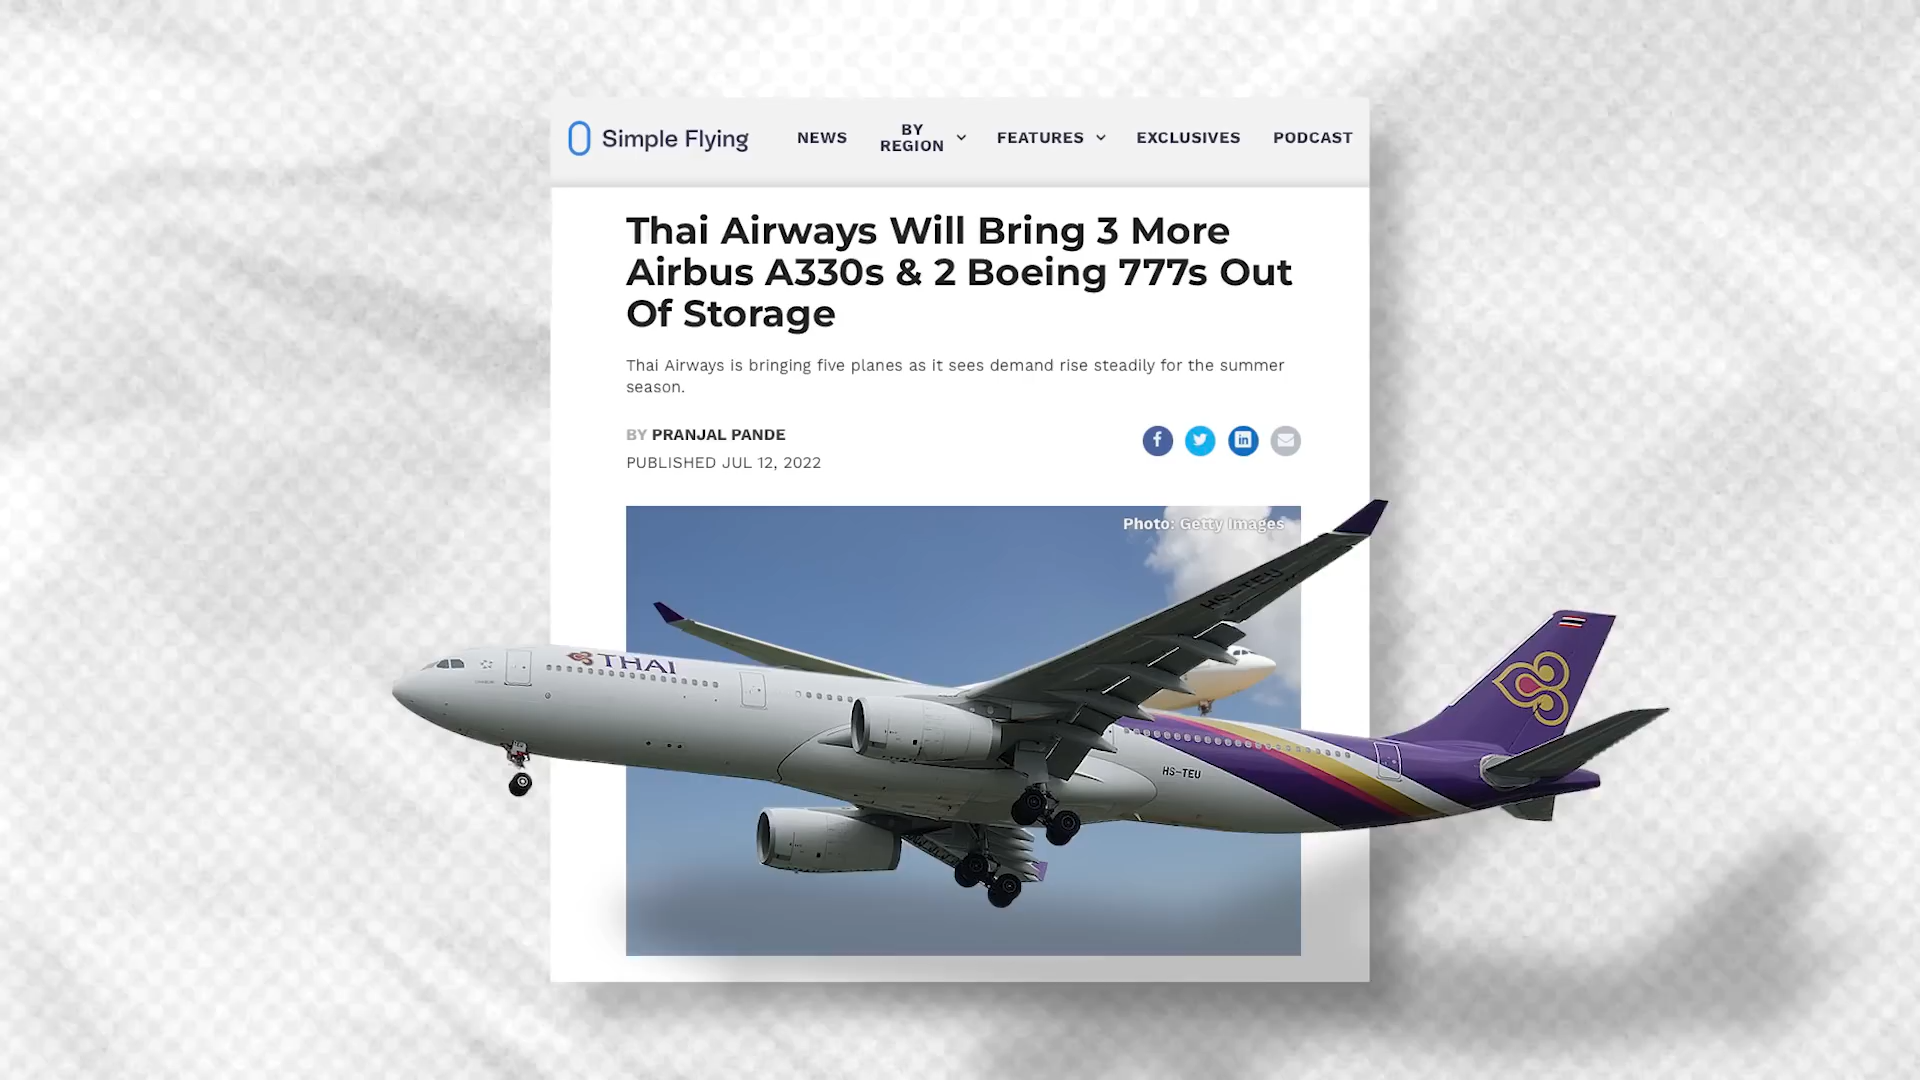 Simple Flying
NEWS
BY REGION
FEATURES
EXCLUSIVES
PODCAST
Thai Airways Will Bring 3 More
Airbus A330s & 2 Boeing 777s Out
Of Storage
Thai Airways is bringing five planes as it sees demand rise steadily for the summer
season.
BY PRANJAL PANDE
PUBLISHED JUL 12, 2022
Photo: Getty Images
HS-TEU
THAI
HS-TEU